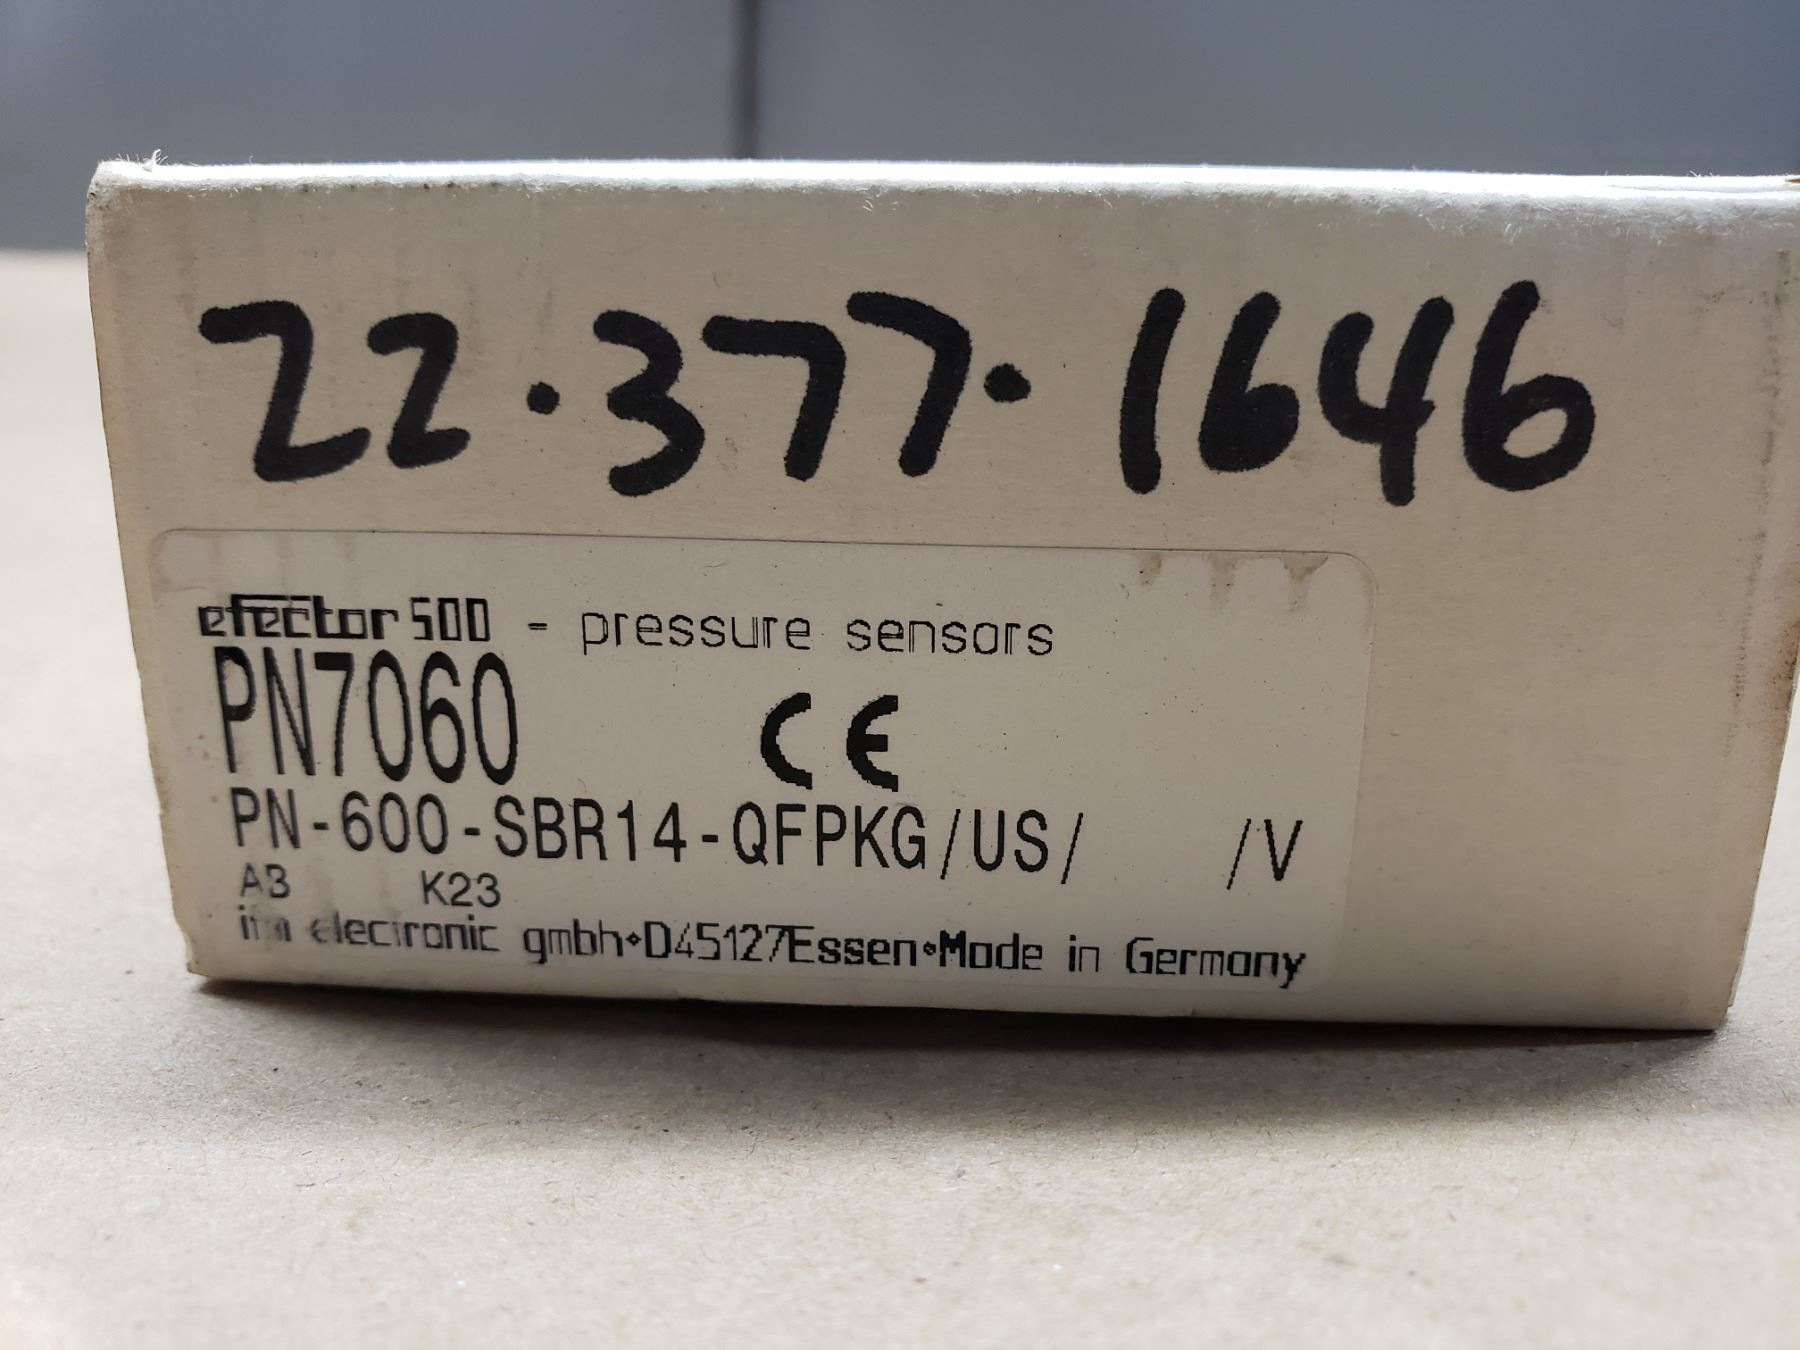 22.377.1646
efector500 - pressure sensors
PN7060 CE
PN-600-SBR14-QFPKG/US/ /V
AB K23
ifm electronic gmbh•D45127Essen•Made in Germany